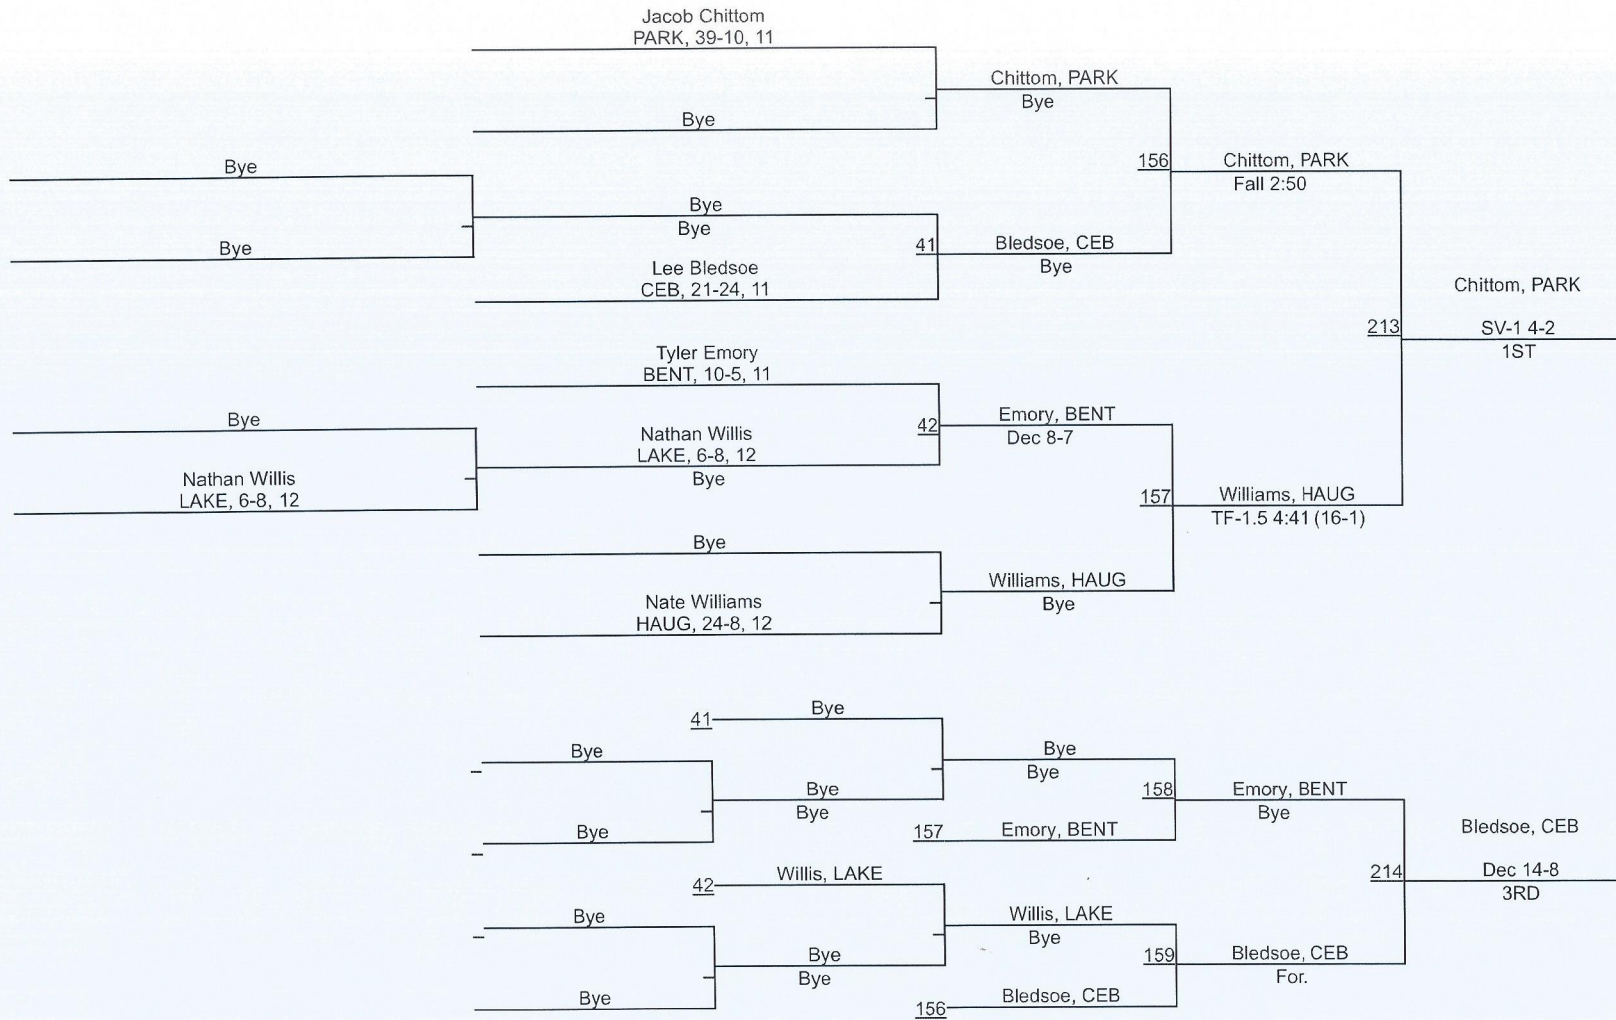 Jacob Chittom
PARK, 39-10, 11
Chittom, PARK
Bye
Bye
Bye
156
Chittom, PARK
Fall 2:50
Bye
Bye
Bye
41
Bledsoe, CEB
Bye
Lee Bledsoe
CEB, 21-24, 11
Chittom, PARK
213
SV-1 4-2
1ST
Tyler Emory
BENT, 10-5, 11
Bye
42
Emory, BENT
Dec 8-7
Nathan Willis
LAKE, 6-8, 12
Bye
Nathan Willis
LAKE, 6-8, 12
157
Williams, HAUG
TF-1.5 4:41 (16-1)
Bye
Williams, HAUG
Bye
Nate Williams
HAUG, 24-8, 12
41
Bye
Bye
Bye
Bye
Bye
Bye
158
Emory, BENT
Bye
Bye
157
Emory, BENT
Bledsoe, CEB
214
Dec 14-8
3RD
42
Willis, LAKE
Bye
Willis, LAKE
Bye
Bye
Bye
159
Bledsoe, CEB
For.
Bye
156
Bledsoe, CEB